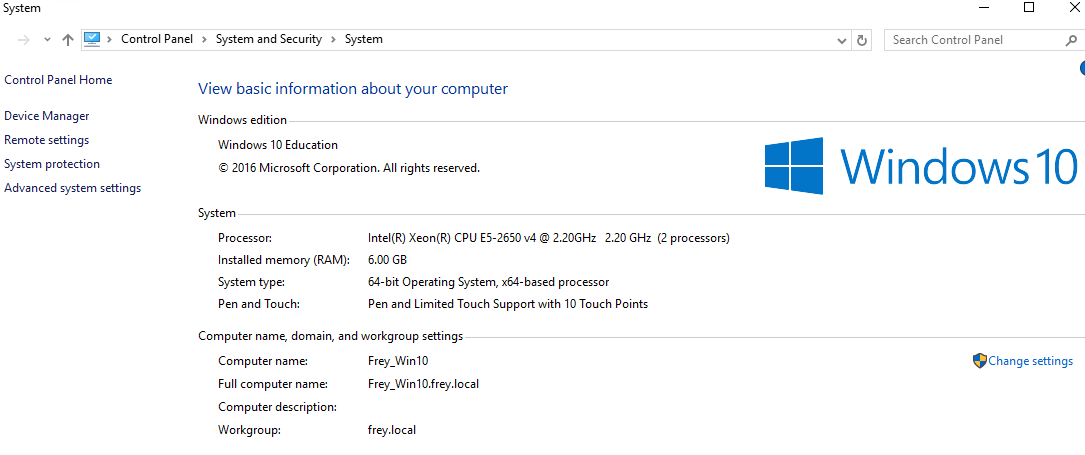 System
Control Panel > System and Security > System
Search Control Panel
Control Panel Home
Device Manager
Remote settings
System protection
Advanced system settings
View basic information about your computer
Windows edition
Windows 10 Education
© 2016 Microsoft Corporation. All rights reserved.
Windows 10
System
Processor: Intel(R) Xeon(R) CPU E5-2650 v4 @ 2.20GHz 2.20 GHz (2 processors)
Installed memory (RAM): 6.00 GB
System type: 64-bit Operating System, x64-based processor
Pen and Touch: Pen and Limited Touch Support with 10 Touch Points
Computer name, domain, and workgroup settings
Computer name: Frey_Win10
Change settings
Full computer name: Frey_Win10.frey.local
Computer description:
Workgroup: frey.local